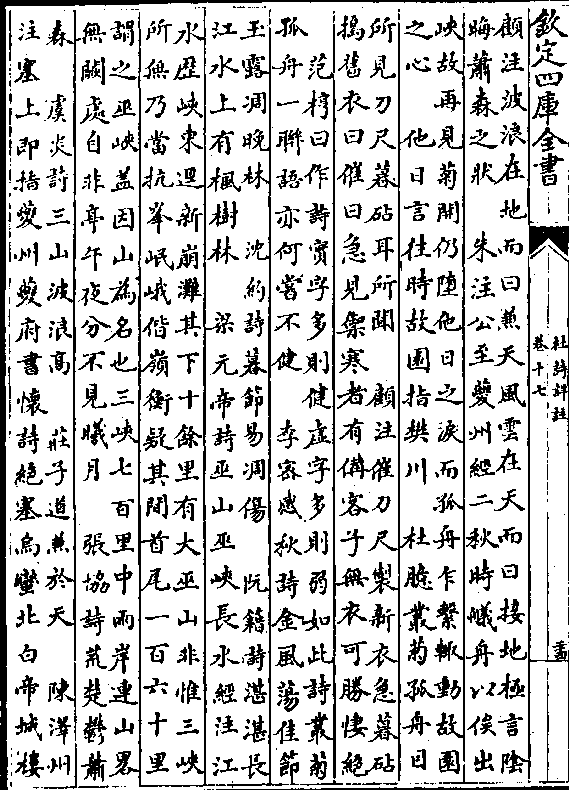 欽定四庫全書
杜詩詳註
卷十七
顧注波浪在地而曰兼天風雲在天而曰接地極言陰
晦蕭森之狀　朱注公至夔州經二秋時艤舟以俟出
峽故再見菊開仍墮他日之淚而孤舟乍繫輒動故園
之心　他日言往時故園指樊川　杜臆叢菊孤舟目
所見刀尺暮砧耳所聞　顧注催刀尺製新衣急暮砧
搗舊衣曰催曰急見禦寒者有備客子無衣可勝悽絶
　范梈曰作詩實字多則健虛字多則弱如此詩叢菊
孤舟一聯語亦何嘗不健　李密感秋詩金風蕩佳節
玉露凋晚林　沈約詩暮節易凋傷　阮籍詩湛湛長
江水上有楓樹林　梁元帝詩巫山巫峽長水經注江
水歴峽東逕新崩灘其下十餘里有大巫山非惟三峽
所無乃當抗峯岷峨偕嶺衡疑其間首尾一百六十里
謂之巫峽蓋因山為名也三峽七百里中兩岸連山畧
無闕處自非亭午夜分不見曦月　張協詩荒楚鬱蕭
森　虞炎詩三山波浪高　莊子道兼於天　陳澤州
注塞上即指夔州夔府書懷詩絶塞烏蠻北白帝城樓